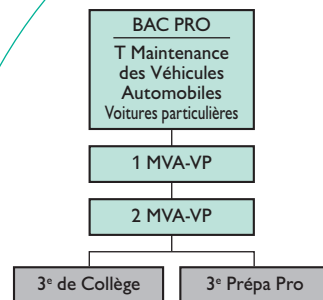 BAC PRO
T Maintenance
des Véhicules
Automobiles
Voitures particulières
1 MVA-VP
2 MVA-VP
3e de Collège
3e Prépa Pro